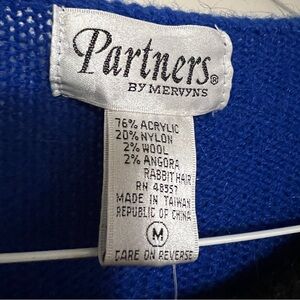 Partners®
BY MERVYNS
76% ACRYLIC
20% NYLON
2% WOOL
2% ANGORA
RABBIT HAIR
RN 48357
MADE IN TAIWAN
REPUBLIC OF CHINA
M
CARE ON REVERSE